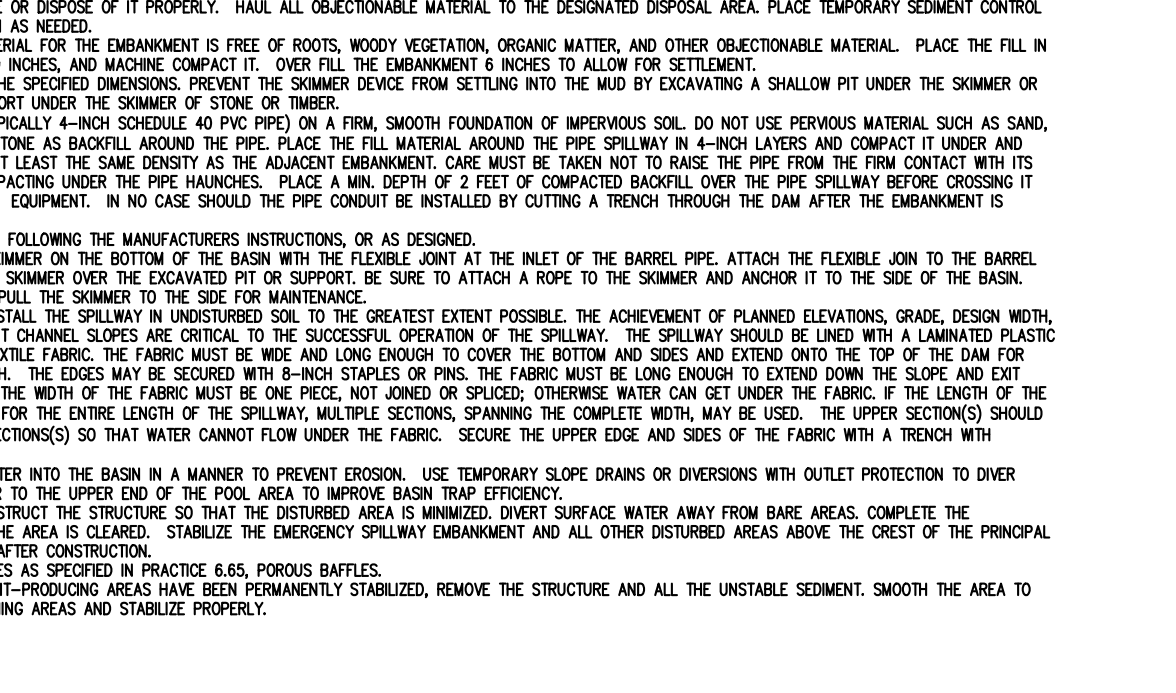 OR DISPOSE OF IT PROPERLY. HAUL ALL OBJECTIONABLE MATERIAL TO THE DESIGNATED DISPOSAL AREA. PLACE TEMPORARY SEDIMENT CONTROL
AS NEEDED.
FOR THE EMBANKMENT IS FREE OF ROOTS, WOODY VEGETATION, ORGANIC MATTER, AND OTHER OBJECTIONABLE MATERIAL. PLACE THE FILL IN
INCHES, AND MACHINE COMPACT IT. OVER FILL THE EMBANKMENT 6 INCHES TO ALLOW FOR SETTLEMENT.
HE SPECIFIED DIMENSIONS. PREVENT THE SKIMMER DEVICE FROM SETTLING INTO THE MUD BY EXCAVATING A SHALLOW PIT UNDER THE SKIMMER OR
ORT UNDER THE SKIMMER OF STONE OR TIMBER.
PICALLY 4-INCH SCHEDULE 40 PVC PIPE) ON A FIRM, SMOOTH FOUNDATION OF IMPERVIOUS SOIL. DO NOT USE PERVIOUS MATERIAL SUCH AS SAND,
TONE AS BACKFILL AROUND THE PIPE. PLACE THE FILL MATERIAL AROUND THE PIPE SPILLWAY IN 4-INCH LAYERS AND COMPACT IT UNDER AND
T LEAST THE SAME DENSITY AS THE ADJACENT EMBANKMENT. CARE MUST BE TAKEN NOT TO RAISE THE PIPE FROM THE FIRM CONTACT WITH ITS
PACTING UNDER THE PIPE HAUNCHES. PLACE A MIN. DEPTH OF 2 FEET OF COMPACTED BACKFILL OVER THE PIPE SPILLWAY BEFORE CROSSING IT
EQUIPMENT. IN NO CASE SHOULD THE PIPE CONDUIT BE INSTALLED BY CUTTING A TRENCH THROUGH THE DAM AFTER THE EMBANKMENT IS
FOLLOWING THE MANUFACTURERS INSTRUCTIONS, OR AS DESIGNED.
IMMER ON THE BOTTOM OF THE BASIN WITH THE FLEXIBLE JOINT AT THE INLET OF THE BARREL PIPE. ATTACH THE FLEXIBLE JOIN TO THE BARREL
SKIMMER OVER THE EXCAVATED PIT OR SUPPORT. BE SURE TO ATTACH A ROPE TO THE SKIMMER AND ANCHOR IT TO THE SIDE OF THE BASIN.
PULL THE SKIMMER TO THE SIDE FOR MAINTENANCE.
STALL THE SPILLWAY IN UNDISTURBED SOIL TO THE GREATEST EXTENT POSSIBLE. THE ACHIEVEMENT OF PLANNED ELEVATIONS, GRADE, DESIGN WIDTH,
T CHANNEL SLOPES ARE CRITICAL TO THE SUCCESSFUL OPERATION OF THE SPILLWAY. THE SPILLWAY SHOULD BE LINED WITH A LAMINATED PLASTIC
XTILE FABRIC. THE FABRIC MUST BE WIDE AND LONG ENOUGH TO COVER THE BOTTOM AND SIDES AND EXTEND ONTO THE TOP OF THE DAM FOR
H. THE EDGES MAY BE SECURED WITH 8-INCH STAPLES OR PINS. THE FABRIC MUST BE LONG ENOUGH TO EXTEND DOWN THE SLOPE AND EXIT
THE WIDTH OF THE FABRIC MUST BE ONE PIECE, NOT JOINED OR SPLICED; OTHERWISE WATER CAN GET UNDER THE FABRIC. IF THE LENGTH OF THE
FOR THE ENTIRE LENGTH OF THE SPILLWAY, MULTIPLE SECTIONS, SPANNING THE COMPLETE WIDTH, MAY BE USED. THE UPPER SECTION(S) SHOULD
ECTIONS(S) SO THAT WATER CANNOT FLOW UNDER THE FABRIC. SECURE THE UPPER EDGE AND SIDES OF THE FABRIC WITH A TRENCH WITH
TER INTO THE BASIN IN A MANNER TO PREVENT EROSION. USE TEMPORARY SLOPE DRAINS OR DIVERSIONS WITH OUTLET PROTECTION TO DIVER
TO THE UPPER END OF THE POOL AREA TO IMPROVE BASIN TRAP EFFICIENCY.
STRUCT THE STRUCTURE SO THAT THE DISTURBED AREA IS MINIMIZED. DIVERT SURFACE WATER AWAY FROM BARE AREAS. COMPLETE THE
HE AREA IS CLEARED. STABILIZE THE EMERGENCY SPILLWAY EMBANKMENT AND ALL OTHER DISTURBED AREAS ABOVE THE CREST OF THE PRINCIPAL
AFTER CONSTRUCTION.
ES AS SPECIFIED IN PRACTICE 6.65, POROUS BAFFLES.
NT-PRODUCING AREAS HAVE BEEN PERMANENTLY STABILIZED, REMOVE THE STRUCTURE AND ALL THE UNSTABLE SEDIMENT. SMOOTH THE AREA TO
NING AREAS AND STABILIZE PROPERLY.